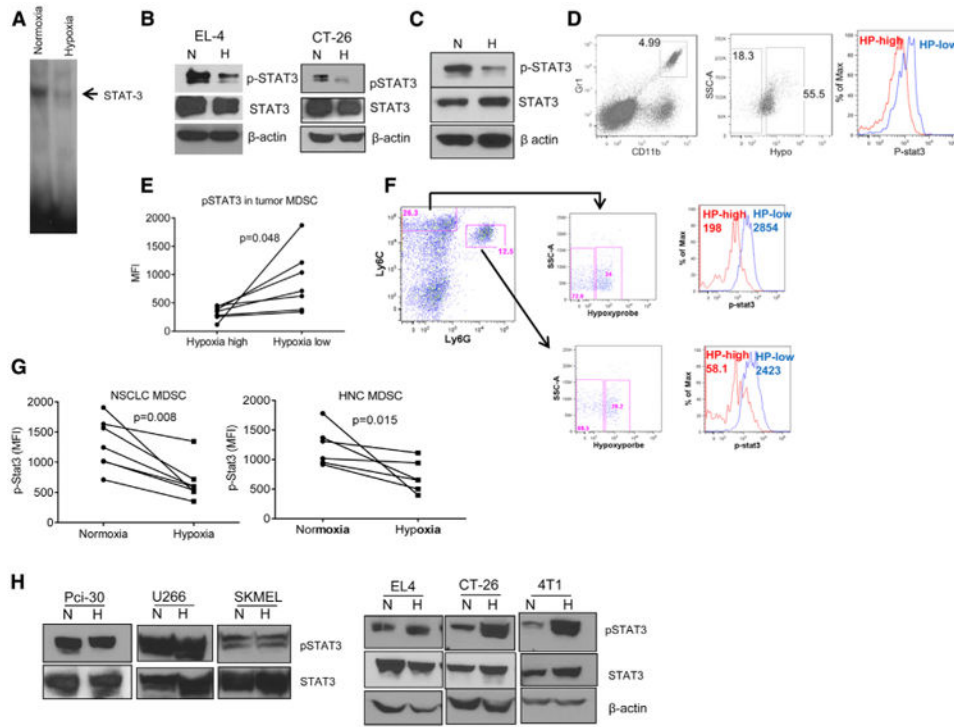 A
Normoxia
Hypoxia
STAT-3
B
EL-4
N H
p-STAT3
STAT3
β-actin
CT-26
N H
pSTAT3
STAT3
β-actin
C
N H
p-STAT3
STAT3
β actin
D
4.99
Gr1
CD11b
18.3
55.5
SSC-A
Hypo
HP-high
HP-low
% of Max
P-stat3
E
pSTAT3 in tumor MDSC
p=0.048
2000
1500
1000
500
0
MFI
Hypoxia high Hypoxia low
F
26.3
12.5
Ly6C
Ly6G
SSC-A
Hypoxyprobe
HP-high HP-low
198 2854
% of Max
p-stat3
SSC-A
Hypoxyporbe
HP-high HP-low
58.1 2423
% of Max
p-stat3
G
NSCLC MDSC
p=0.008
2000
1500
1000
500
0
p-Stat3 (MFI)
Normoxia Hypoxia
HNC MDSC
p=0.015
2000
1500
1000
500
0
p-Stat3 (MFI)
Normoxia Hypoxia
H
Pci-30 U266 SKMEL
N H N H N H
pSTAT3
STAT3
EL4 CT-26 4T1
N H N H N H
pSTAT3
STAT3
β-actin